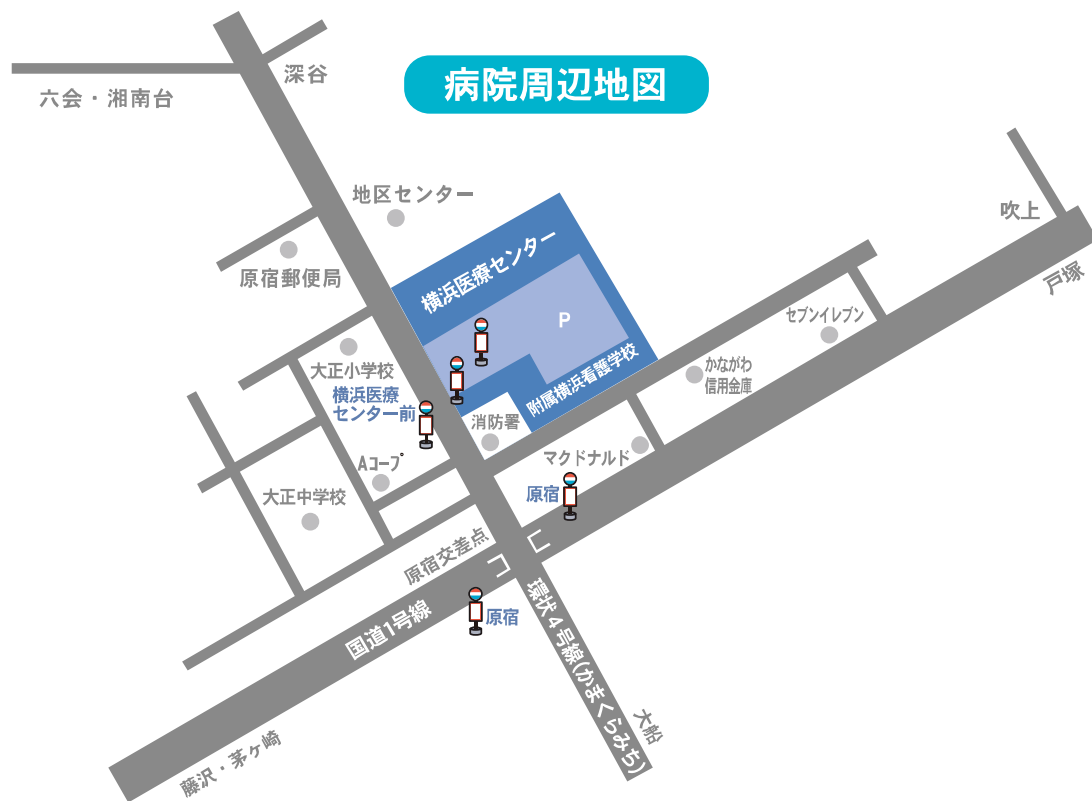 病院周辺地図
深谷
六会・湘南台
地区センター
吹上
原宿郵便局
横浜医療センター
戸塚
P
セブンイレブン
大正小学校
かながわ
信用金庫
横浜医療
センター前
附属横浜看護学校
消防署
Aコープ
マクドナルド
大正中学校
原宿
原宿交差点
環状4号線(かまくらみち)
国道1号線
原宿
大船
藤沢・茅ヶ崎